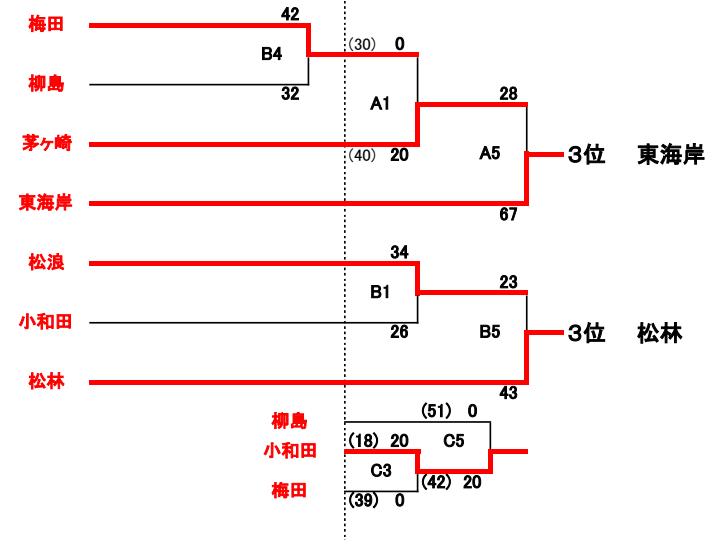 42
梅田
B4
(30) 0
柳島
32
A1
28
茅ヶ崎
(40) 20
A5
3位 東海岸
東海岸
67
34
松浪
B1
23
小和田
26
B5
3位 松林
松林
43
柳島
(51) 0
小和田
(18) 20
C5
C3
梅田
(39) 0
(42) 20